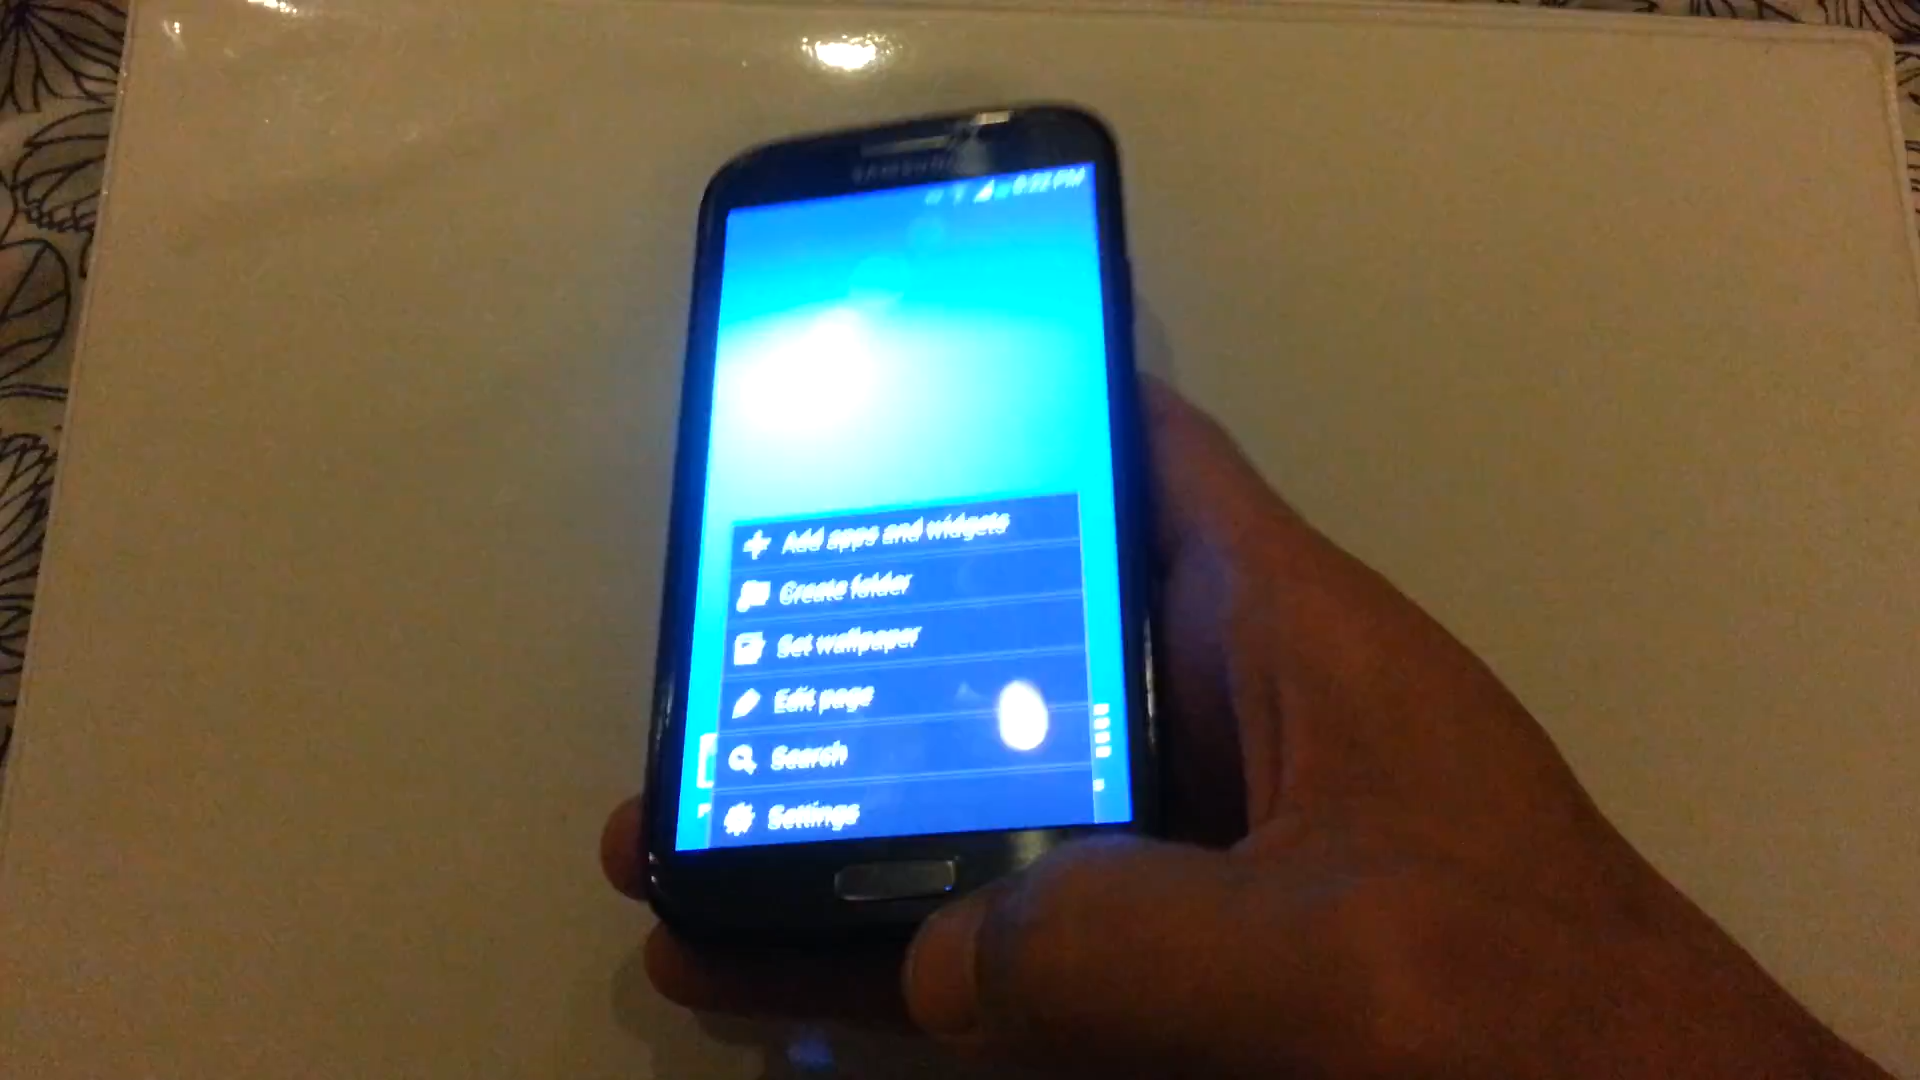 SAMSUNG
Add apps and widgets
Create folder
Set wallpaper
Edit page
Search
Settings